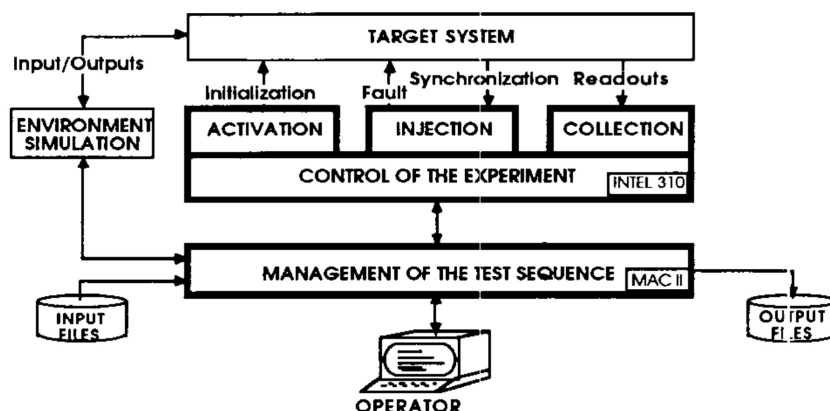 TARGET SYSTEM
Input/Outputs
Initialization
Fault
Synchronization
Readouts
ENVIRONMENT
SIMULATION
ACTIVATION
INJECTION
COLLECTION
CONTROL OF THE EXPERIMENT
INTEL 310
MANAGEMENT OF THE TEST SEQUENCE
MAC II
INPUT
FILES
OUTPUT
FILES
OPERATOR